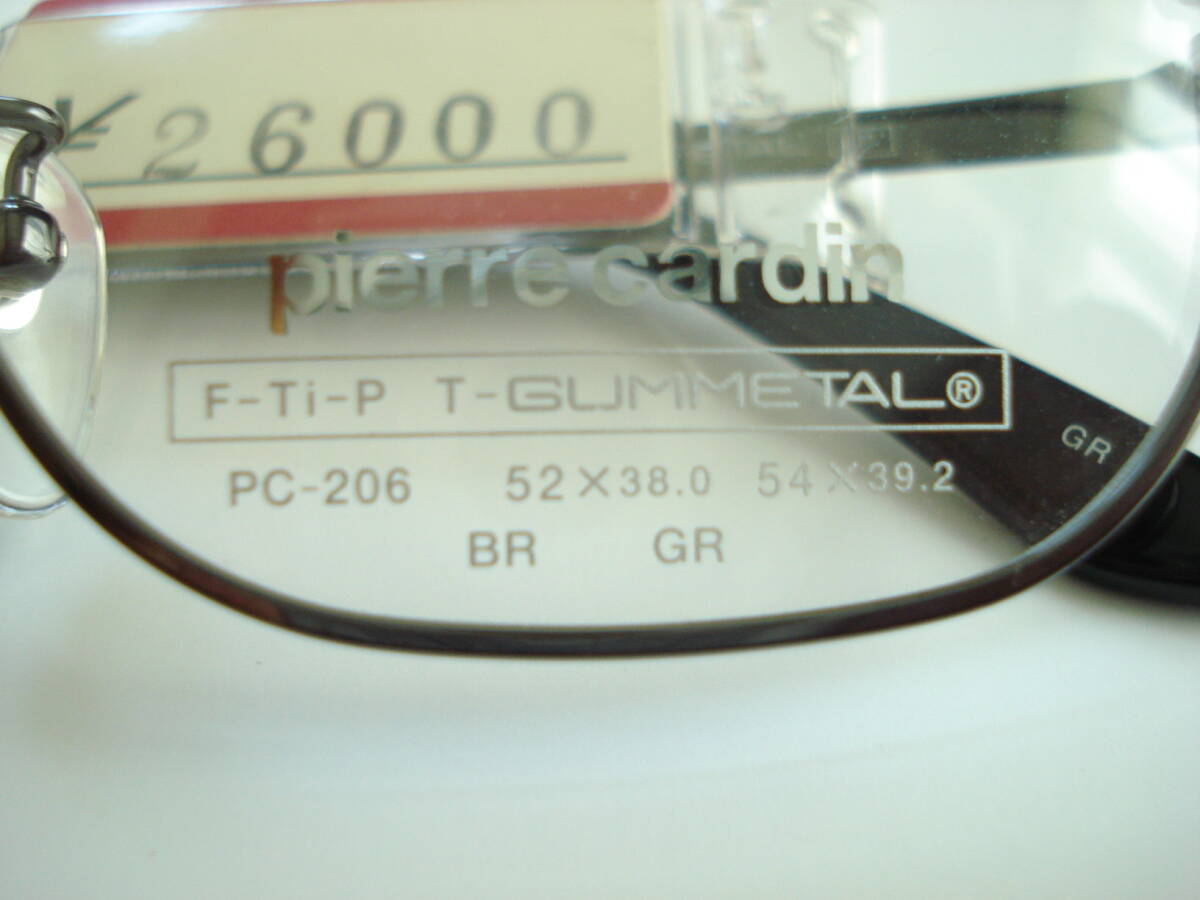 ¥26000
pierre cardin
F-Ti-P T-GUMMETAL®
PC-206 52×38.0 54×39.2
BR GR
GR